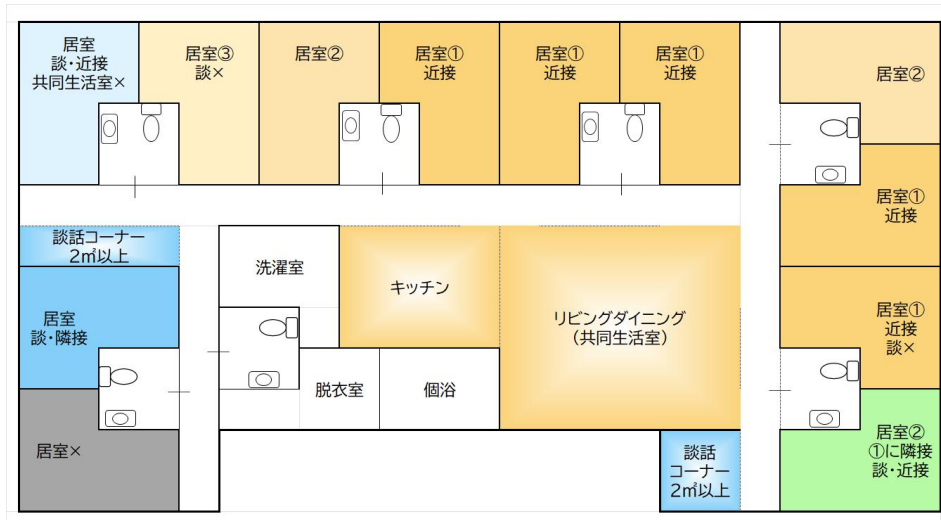 居室
談・近接
共同生活室×
居室③
談×
居室②
居室①
近接
居室①
近接
居室①
近接
居室②
居室①
近接
談話コーナー
2㎡以上
洗濯室
キッチン
リビングダイニング
（共同生活室）
居室
談・隣接
居室①
近接
談×
脱衣室
個浴
居室×
談話
コーナー
2㎡以上
居室②
①に隣接
談・近接